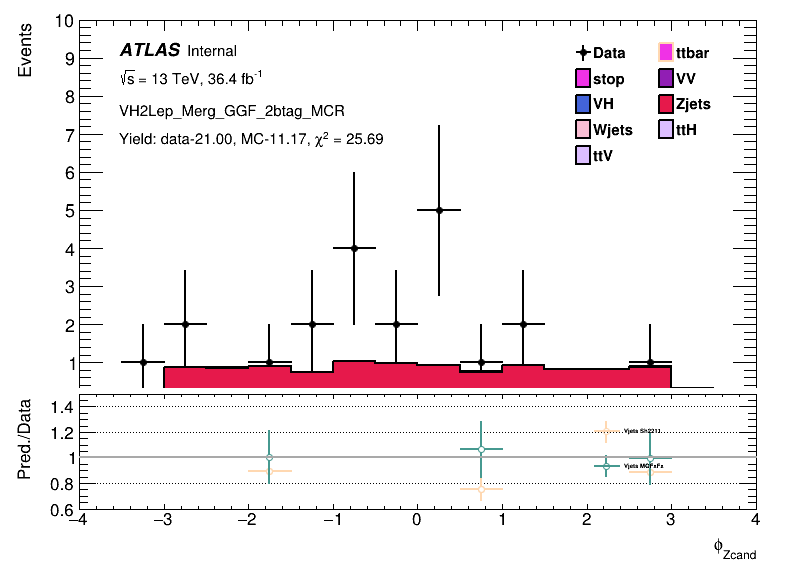 Events
10
9
8
7
6
5
4
3
2
1
ATLAS Internal
√s = 13 TeV, 36.4 fb⁻¹
VH2Lep_Merg_GGF_2btag_MCR
Yield: data-21.00, MC-11.17, χ² = 25.69
Data
ttbar
stop
VV
VH
Zjets
Wjets
ttH
ttV
Pred./Data
1.4
1.2
1
0.8
0.6
Vjets Sh2211
Vjets MGFxFx
−4 −3 −2 −1 0 1 2 3 4
ϕ_Zcand